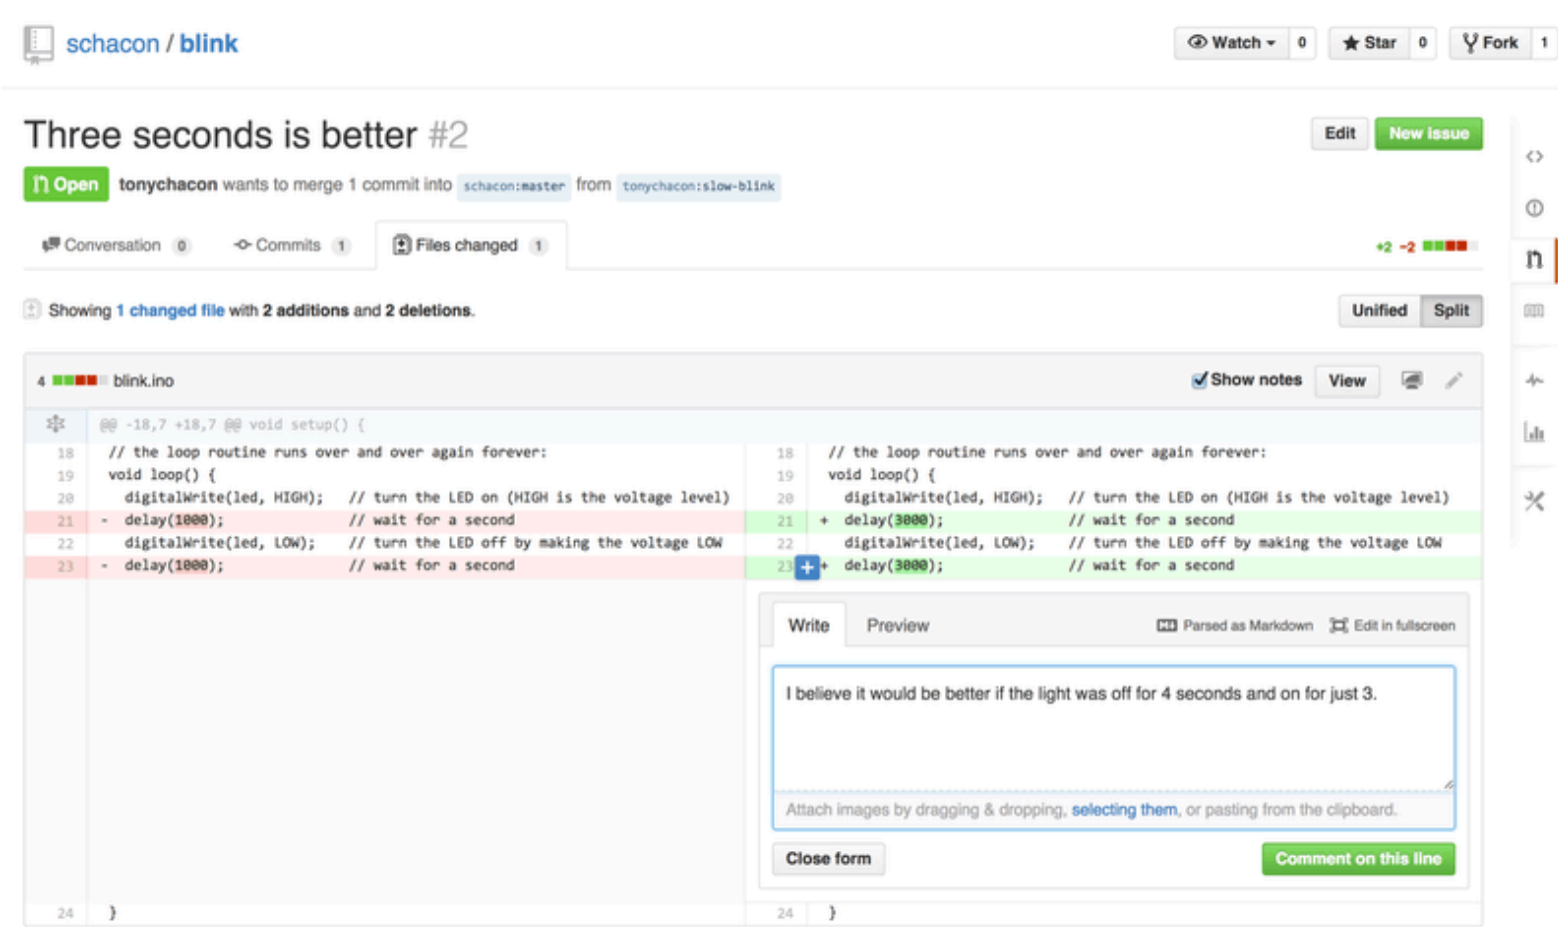 schacon / blink
Watch 0 Star 0 Fork 1
Three seconds is better #2
Edit New issue
Open tonychacon wants to merge 1 commit into schacon:master from tonychacon:slow-blink
Conversation 0 Commits 1 Files changed 1
+2 −2
Showing 1 changed file with 2 additions and 2 deletions.
Unified Split
4 blink.ino
Show notes View
@@ -18,7 +18,7 @@ void setup() {
18 // the loop routine runs over and over again forever:
19 void loop() {
20 digitalWrite(led, HIGH); // turn the LED on (HIGH is the voltage level)
21 - delay(1000); // wait for a second
22 digitalWrite(led, LOW); // turn the LED off by making the voltage LOW
23 - delay(1000); // wait for a second
24 }
18 // the loop routine runs over and over again forever:
19 void loop() {
20 digitalWrite(led, HIGH); // turn the LED on (HIGH is the voltage level)
21 + delay(3000); // wait for a second
22 digitalWrite(led, LOW); // turn the LED off by making the voltage LOW
23 + delay(3000); // wait for a second
Write Preview Parsed as Markdown Edit in fullscreen
I believe it would be better if the light was off for 4 seconds and on for just 3.
Attach images by dragging & dropping, selecting them, or pasting from the clipboard.
Close form Comment on this line
24 }